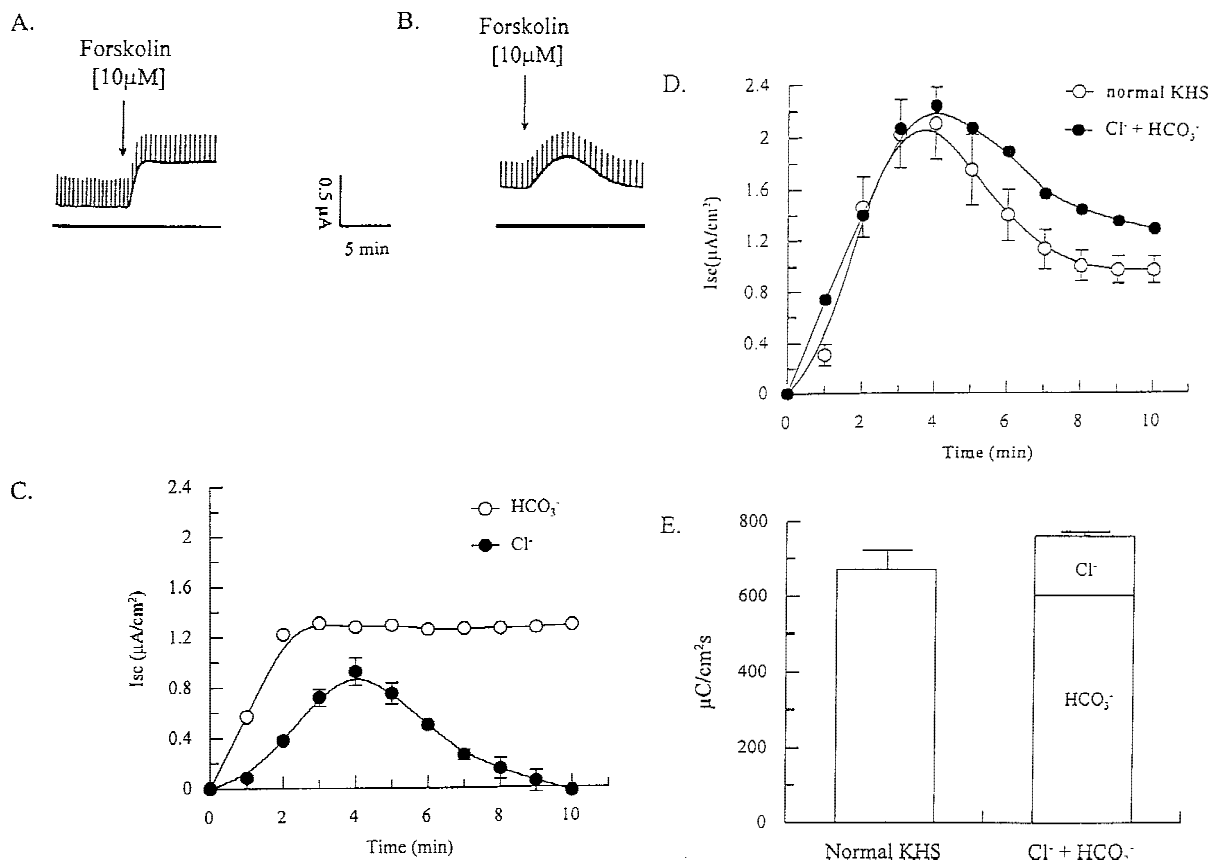 A.
Forskolin
[10µM]
B.
Forskolin
[10µM]
0.5 µA
5 min
C.
2.4
2
1.6
1.2
0.8
0.4
0
Isc (µA/cm²)
HCO₃⁻
Cl⁻
0 2 4 6 8 10
Time (min)
D.
2.4
2
1.6
1.2
0.8
0.4
0
Isc(µA/cm²)
normal KHS
Cl⁻ + HCO₃⁻
0 2 4 6 8 10
Time (min)
E.
800
600
400
200
0
µC/cm²s
Cl⁻
HCO₃⁻
Normal KHS
Cl⁻ + HCO₃⁻